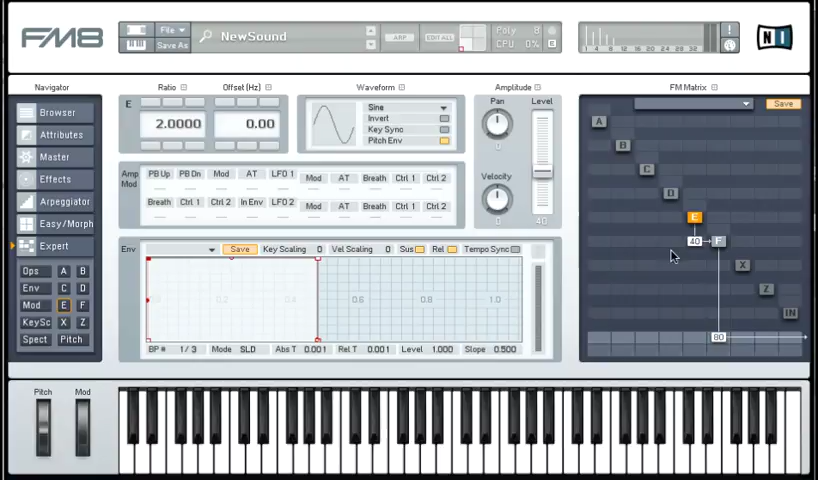 FM8
File
Save As
NewSound
ARP
EDIT ALL
Poly 8
CPU 0%
E
1 4 8 12 16 20 24 28 32
!
NI
Navigator
Browser
Attributes
Master
Effects
Arpeggiator
Easy/Morph
Expert
Ops A B
Env C D
Mod E F
KeySc X Z
Spect Pitch
Ratio Offset (Hz)
E 2.0000 0.00
Waveform
Sine
Invert
Key Sync
Pitch Env
Amplitude
Pan Level
0
Velocity
0 40
Amp Mod
PB Up PB Dn Mod AT LFO 1 Mod AT Breath Ctrl 1 Ctrl 2
Breath Ctrl 1 Ctrl 2 In Env LFO 2 Mod AT Breath Ctrl 1 Ctrl 2
Env Save Key Scaling 0 Vel Scaling 0 Sus Rel Tempo Sync
0.2 0.4 0.6 0.8 1.0
BP # 1 / 3 Mode SLD Abs T 0.001 Rel T 0.001 Level 1.000 Slope 0.500
FM Matrix
Save
A
B
C
D
E
40 F
X
Z
IN
80
Pitch Mod